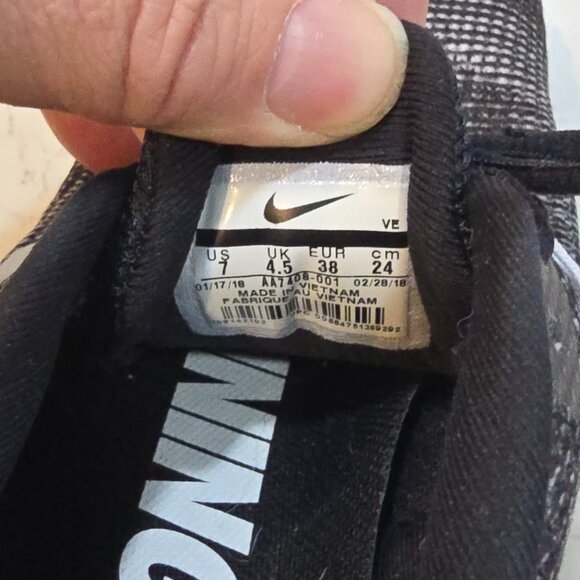 VE
US UK EUR cm
7 4.5 38 24
01/17/18 AA7406-001 02/28/18
MADE IN VIETNAM
FABRIQUE AU VIETNAM
NING